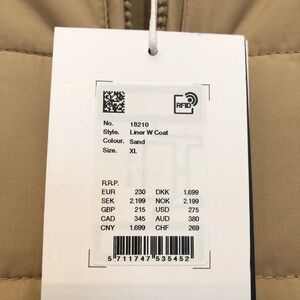 RFID
No. 18210
Style. Liner W Coat
Colour. Sand
Size. XL
R.R.P.
EUR 230 DKK 1.699
SEK 2.199 NOK 2.199
GBP 215 USD 275
CAD 345 AUD 380
CNY 1.699 CHF 269
5 711747 535452